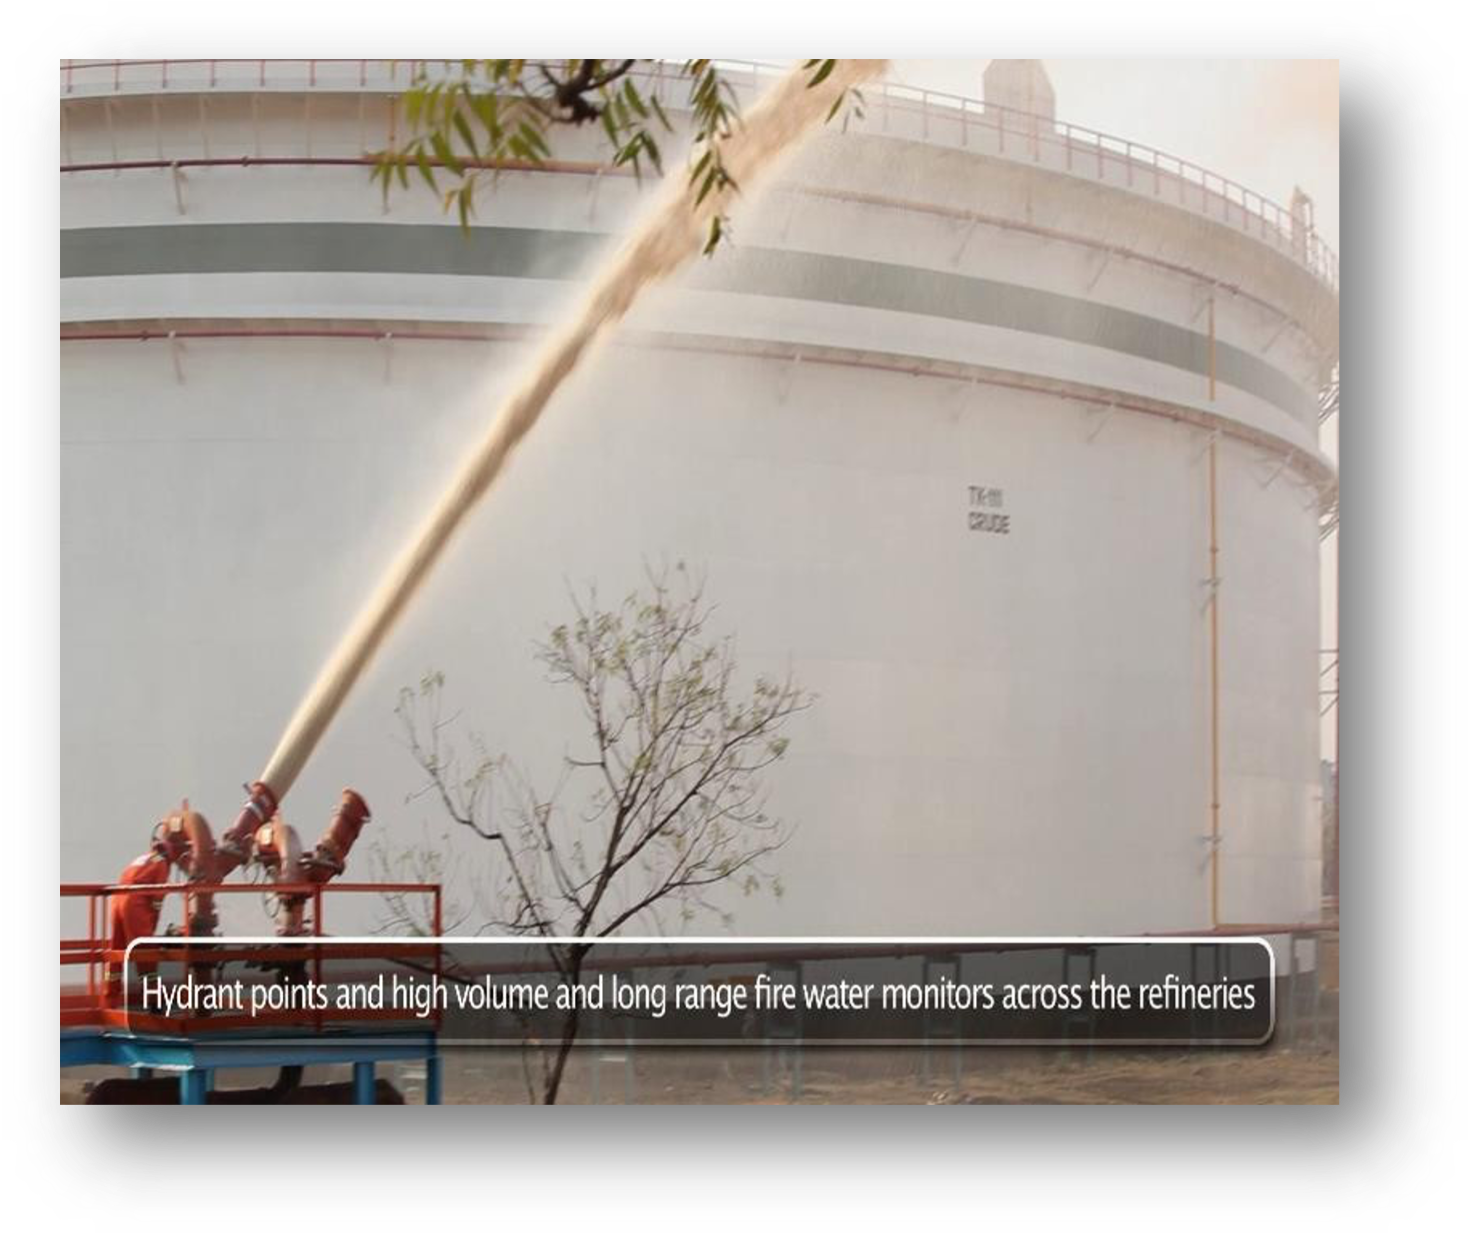 TK-111
CRUDE
Hydrant points and high volume and long range fire water monitors across the refineries